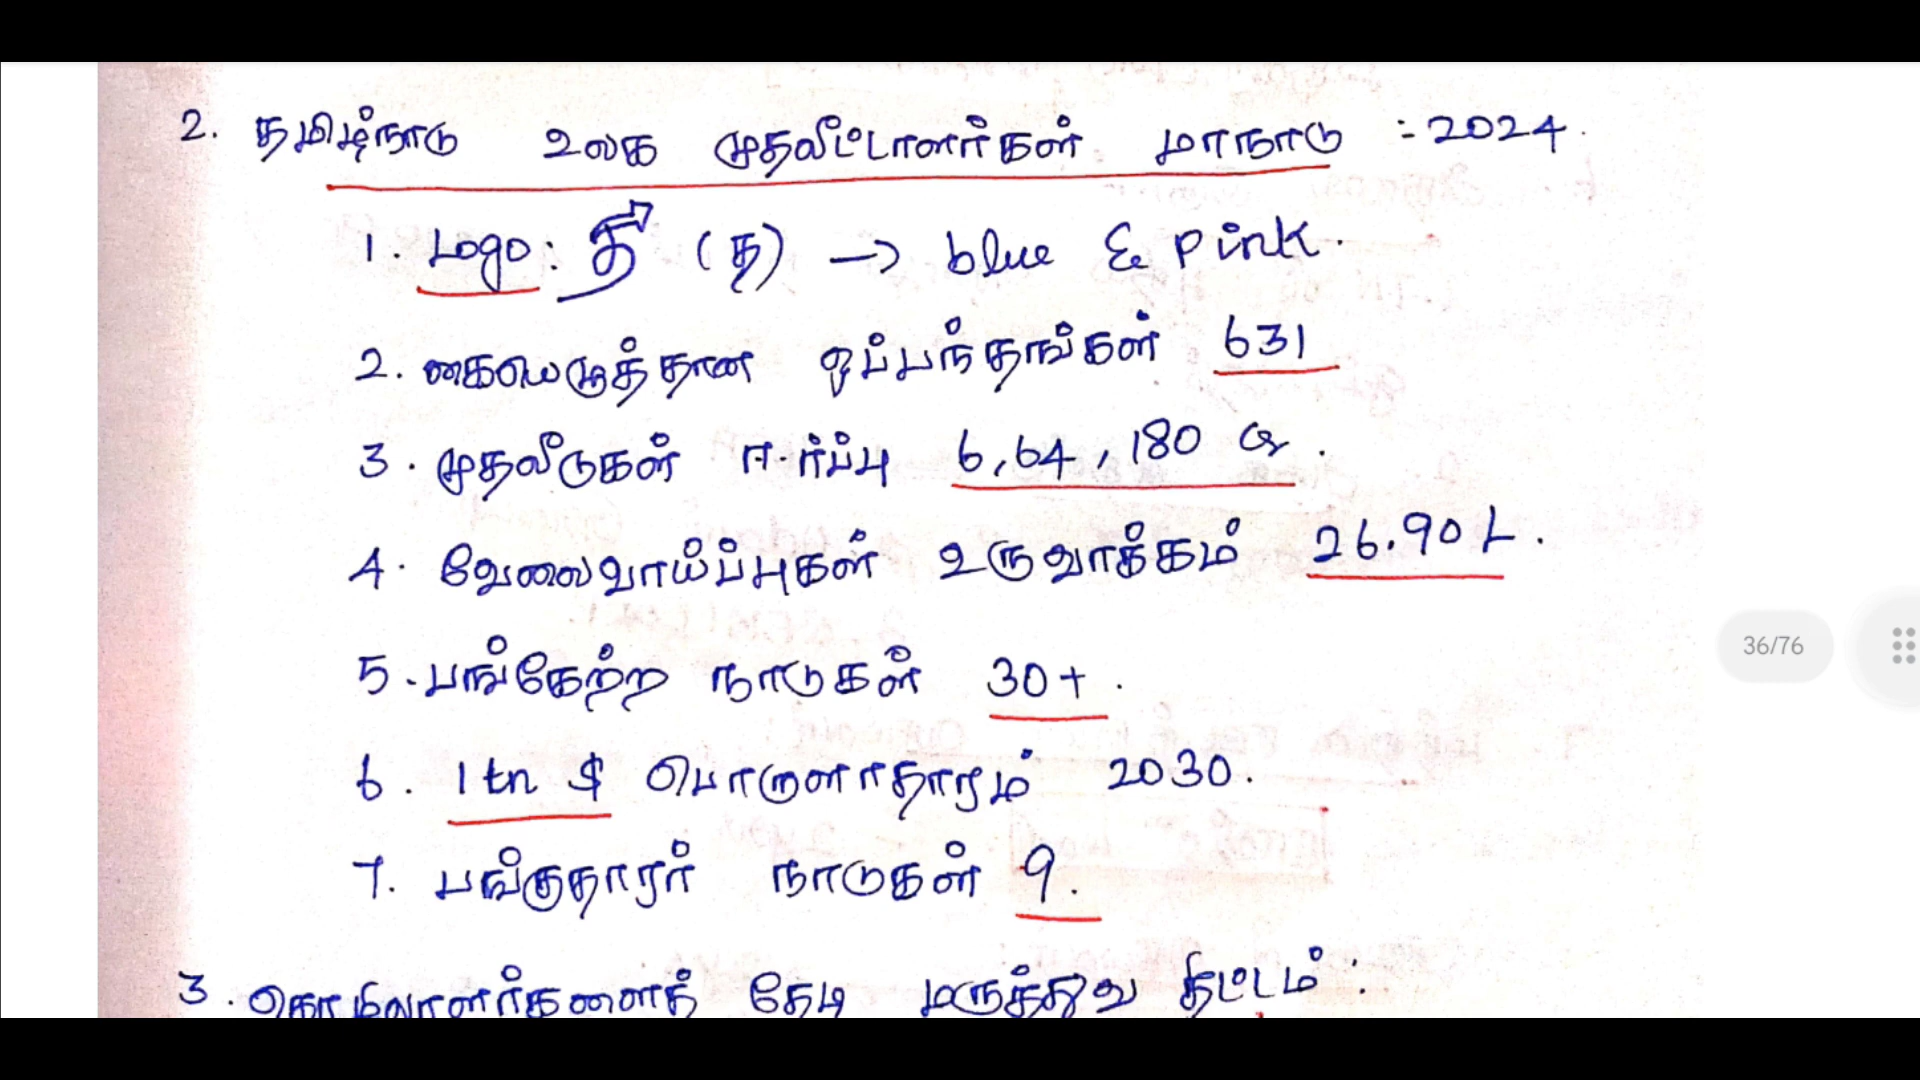 2. தமிழ்நாடு உலக முதலீட்டாளர்கள் மாநாடு :- 2024.
1. Logo: த (த) -> blue & pink.
2. கையெழுத்தான ஒப்பந்தங்கள் 631
3. முதலீடுகள் ஈர்ப்பு 6,64,180 Cr.
4. வேலைவாய்ப்புகள் உருவாக்கம் 26.90 L.
5. பங்கேற்ற நாடுகள் 30+.
6. 1 tn $ பொருளாதாரம் 2030.
7. பங்குதாரர் நாடுகள் 9.
3. தொழிலாளர்களைத் தேடி மருத்துவ திட்டம் :
36/76